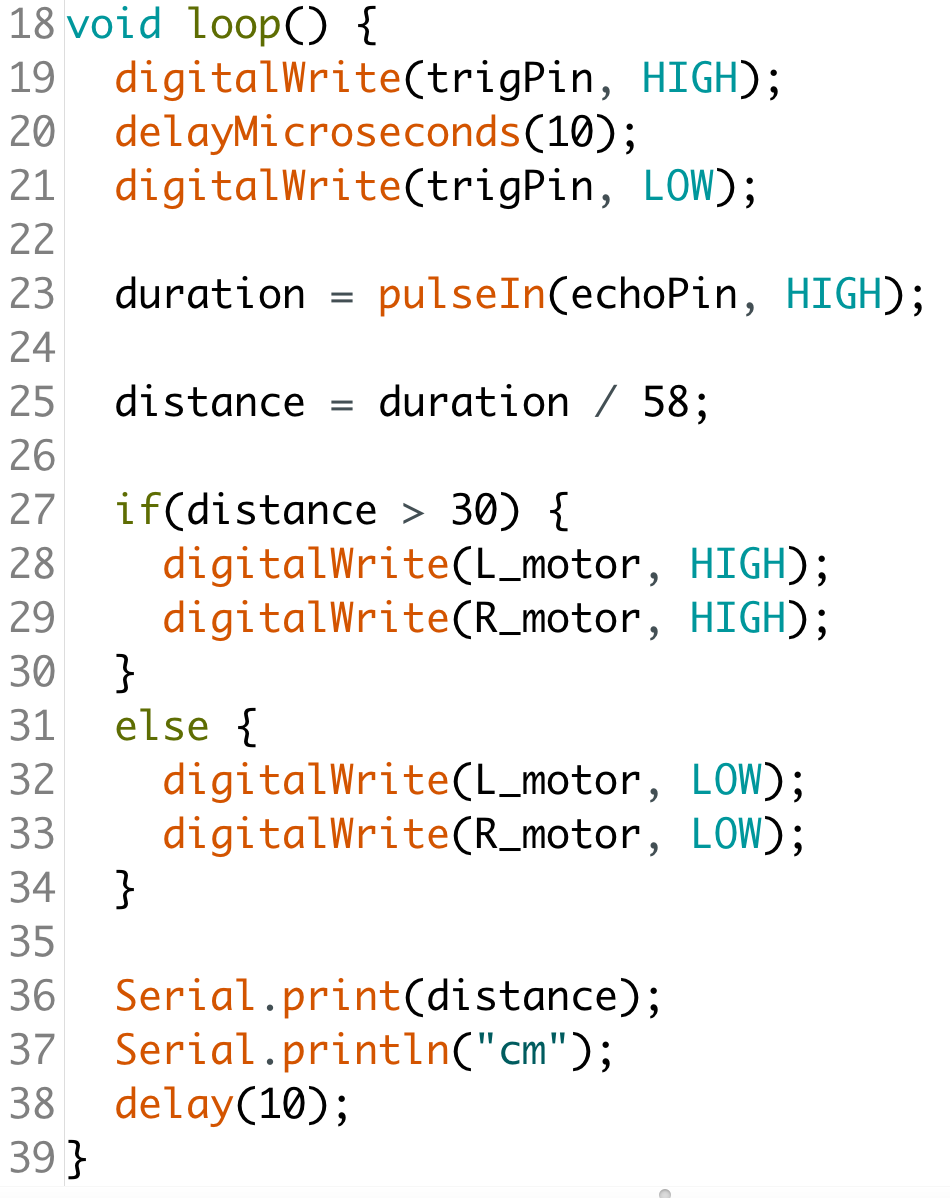 18 void loop() {
19   digitalWrite(trigPin, HIGH);
20   delayMicroseconds(10);
21   digitalWrite(trigPin, LOW);
22
23   duration = pulseIn(echoPin, HIGH);
24
25   distance = duration / 58;
26
27   if(distance > 30) {
28     digitalWrite(L_motor, HIGH);
29     digitalWrite(R_motor, HIGH);
30   }
31   else {
32     digitalWrite(L_motor, LOW);
33     digitalWrite(R_motor, LOW);
34   }
35
36   Serial.print(distance);
37   Serial.println("cm");
38   delay(10);
39 }